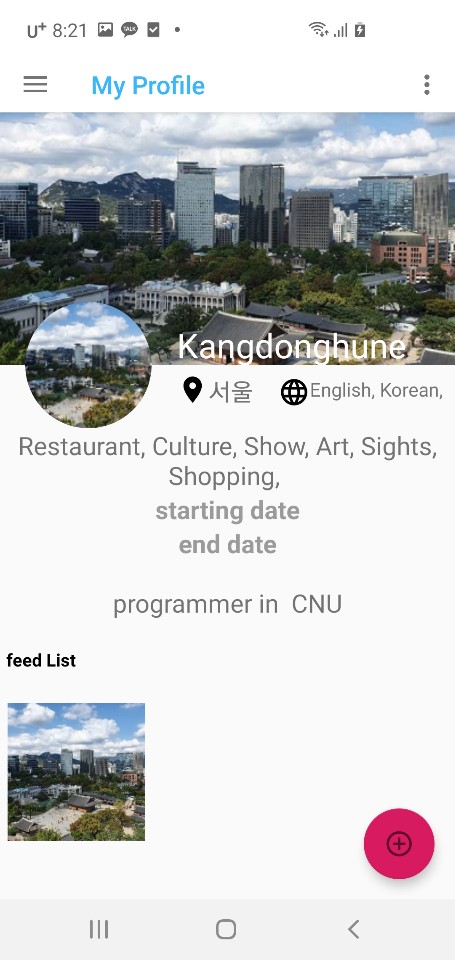 U+ 8:21
TALK
My Profile
Kangdonghune
서울 English, Korean,
Restaurant, Culture, Show, Art, Sights,
Shopping,
starting date
end date
programmer in CNU
feed List